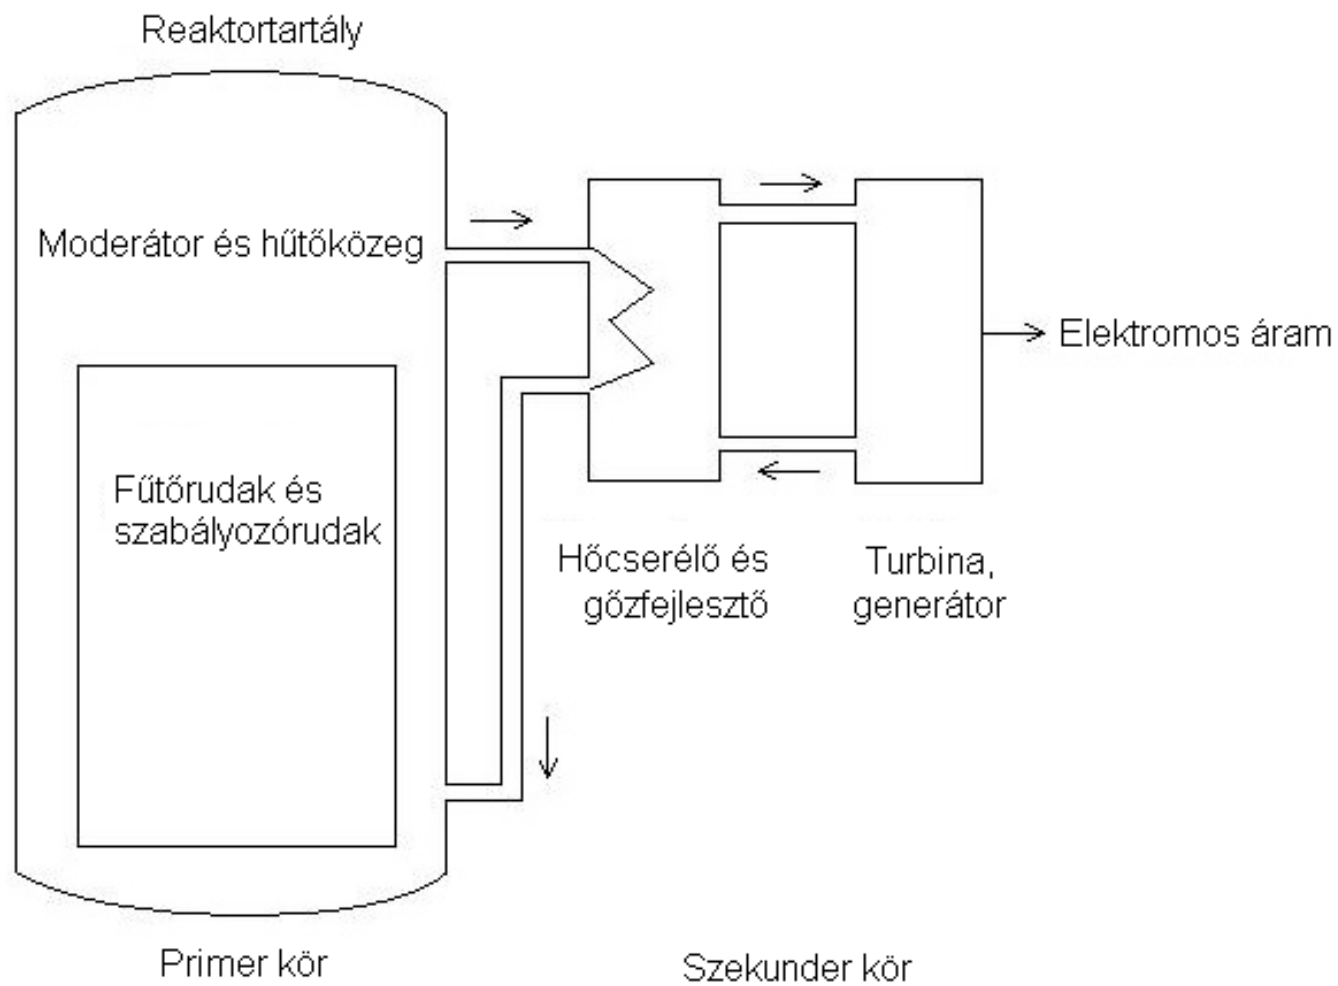 Reaktortartály
Moderátor és hűtőközeg
Elektromos áram
Fűtőrudak és
szabályozórudak
Hőcserélő és
gőzfejlesztő
Turbina,
generátor
Primer kör
Szekunder kör